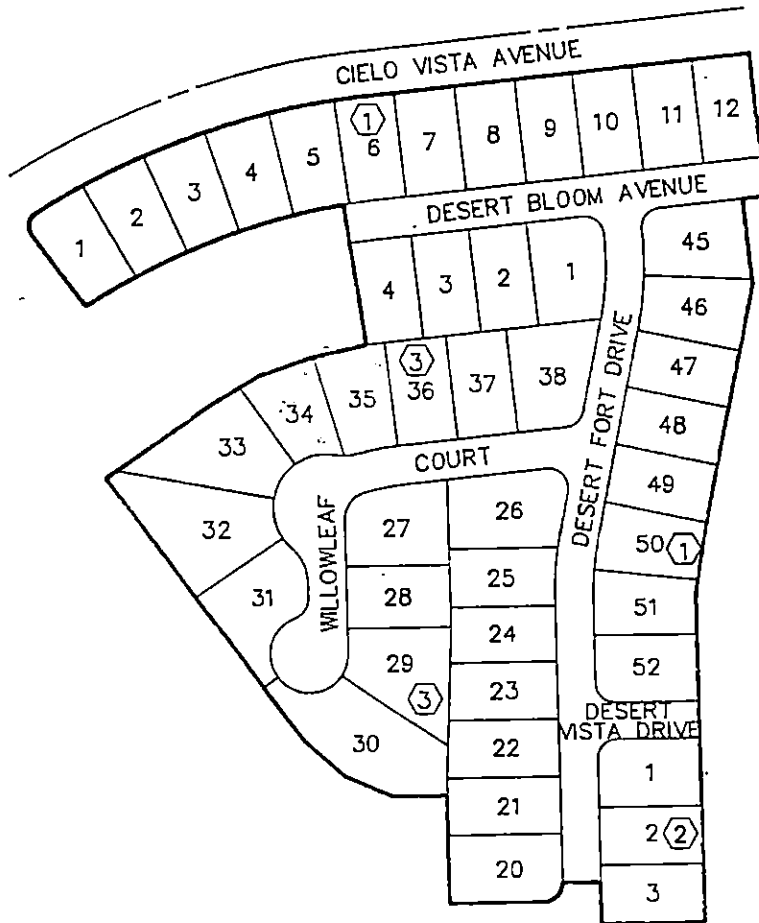 CIELO VISTA AVENUE
1
1 2 3 4 5 6 7 8 9 10 11 12
DESERT BLOOM AVENUE
4 3 2 1
45
46
47
48
49
50 1
51
52
DESERT FORT DRIVE
3
33 34 35 36 37 38
COURT
32
31
WILLOWLEAF
27
28
29
3
30
26
25
24
23
22
21
20
DESERT
VISTA DRIVE
1
2 2
3